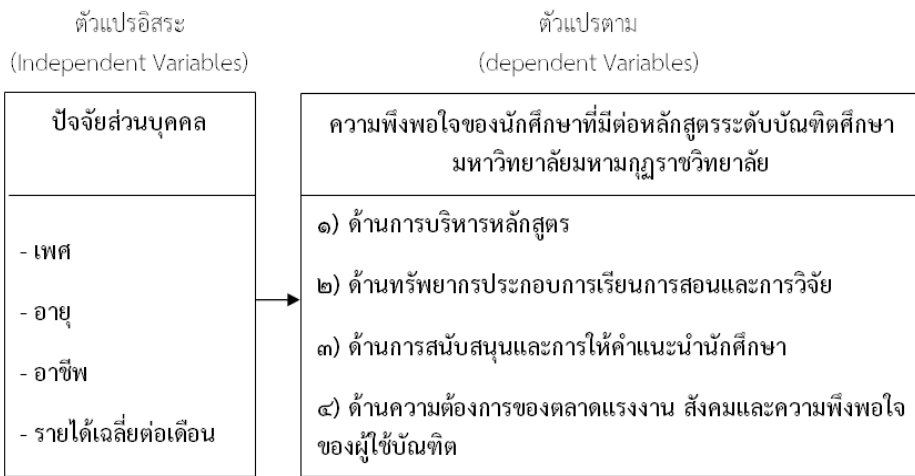 ตัวแปรอิสระ
(Independent Variables)
ตัวแปรตาม
(dependent Variables)
ปัจจัยส่วนบุคคล
- เพศ
- อายุ
- อาชีพ
- รายได้เฉลี่ยต่อเดือน
ความพึงพอใจของนักศึกษาที่มีต่อหลักสูตรระดับบัณฑิตศึกษา
มหาวิทยาลัยมหามกุฏราชวิทยาลัย
๑) ด้านการบริหารหลักสูตร
๒) ด้านทรัพยากรประกอบการเรียนการสอนและการวิจัย
๓) ด้านการสนับสนุนและการให้คำแนะนำนักศึกษา
๔) ด้านความต้องการของตลาดแรงงาน สังคมและความพึงพอใจ
ของผู้ใช้บัณฑิต